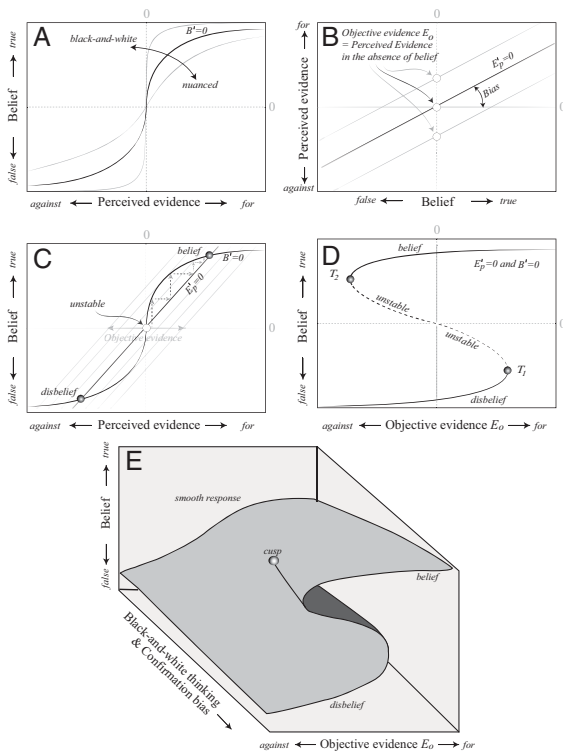 0
0
A
B'=0
black-and-white
nuanced
0
true
Belief
false
against
Perceived evidence
for
B
Objective evidence Eo
= Perceived Evidence
in the absence of belief
E'p=0
Bias
0
for
Perceived evidence
against
false
Belief
true
0
0
C
belief
B'=0
E'p=0
unstable
Objective evidence
disbelief
0
true
Belief
false
against
Perceived evidence
for
D
belief
E'p=0 and B'=0
T2
unstable
unstable
T1
disbelief
0
true
Belief
false
against
Objective evidence Eo
for
E
true
Belief
false
smooth response
cusp
belief
disbelief
Black-and-white thinking
& Confirmation bias
against
Objective evidence Eo
for